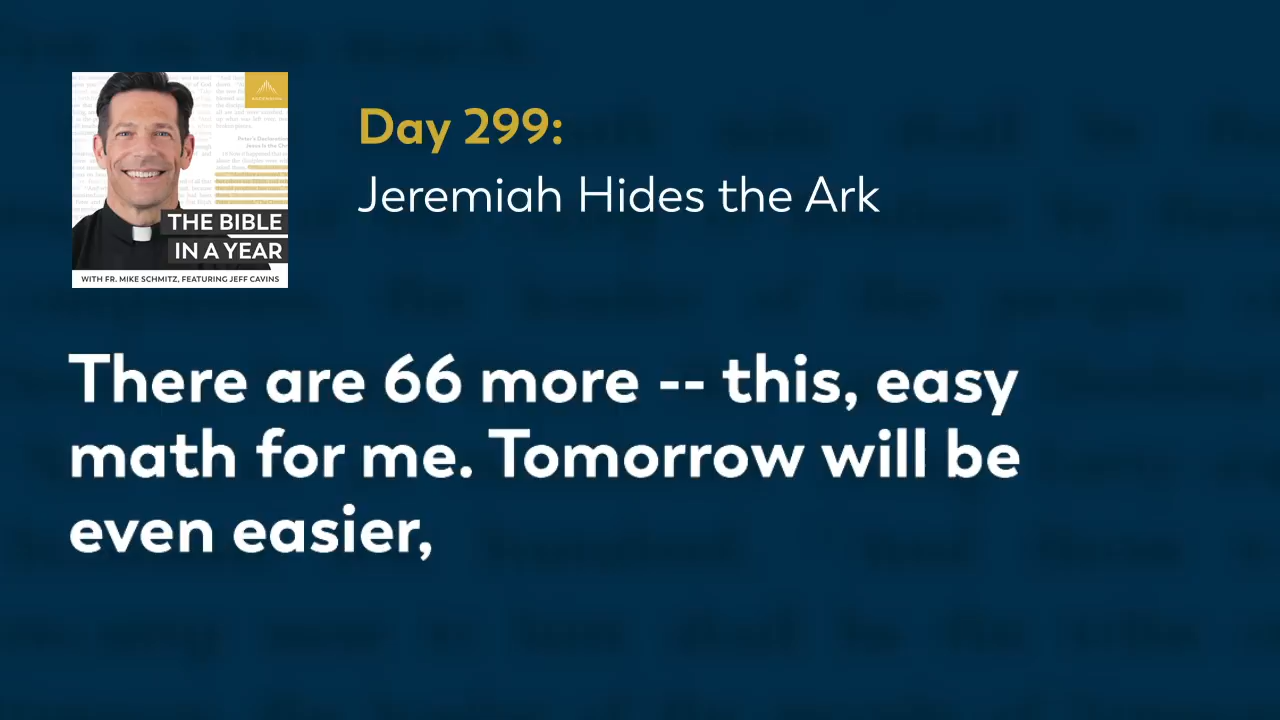 Day 299:
Jeremiah Hides the Ark
THE BIBLE
IN A YEAR
WITH FR. MIKE SCHMITZ, FEATURING JEFF CAVINS
There are 66 more -- this, easy
math for me. Tomorrow will be
even easier,